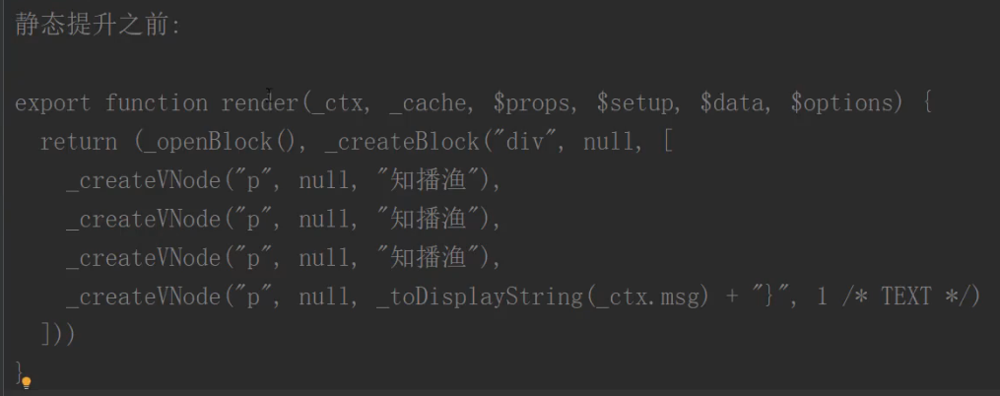 静态提升之前:
export function render(_ctx, _cache, $props, $setup, $data, $options) {
  return (_openBlock(), _createBlock("div", null, [
    _createVNode("p", null, "知播渔"),
    _createVNode("p", null, "知播渔"),
    _createVNode("p", null, "知播渔"),
    _createVNode("p", null, _toDisplayString(_ctx.msg) + "}", 1 /* TEXT */)
  ]))
}